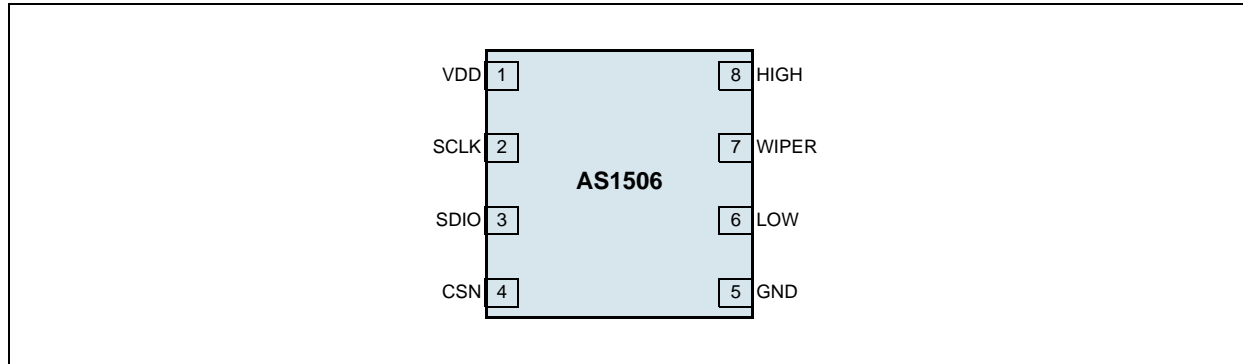 VDD 1 8 HIGH
SCLK 2 7 WIPER
AS1506
SDIO 3 6 LOW
CSN 4 5 GND